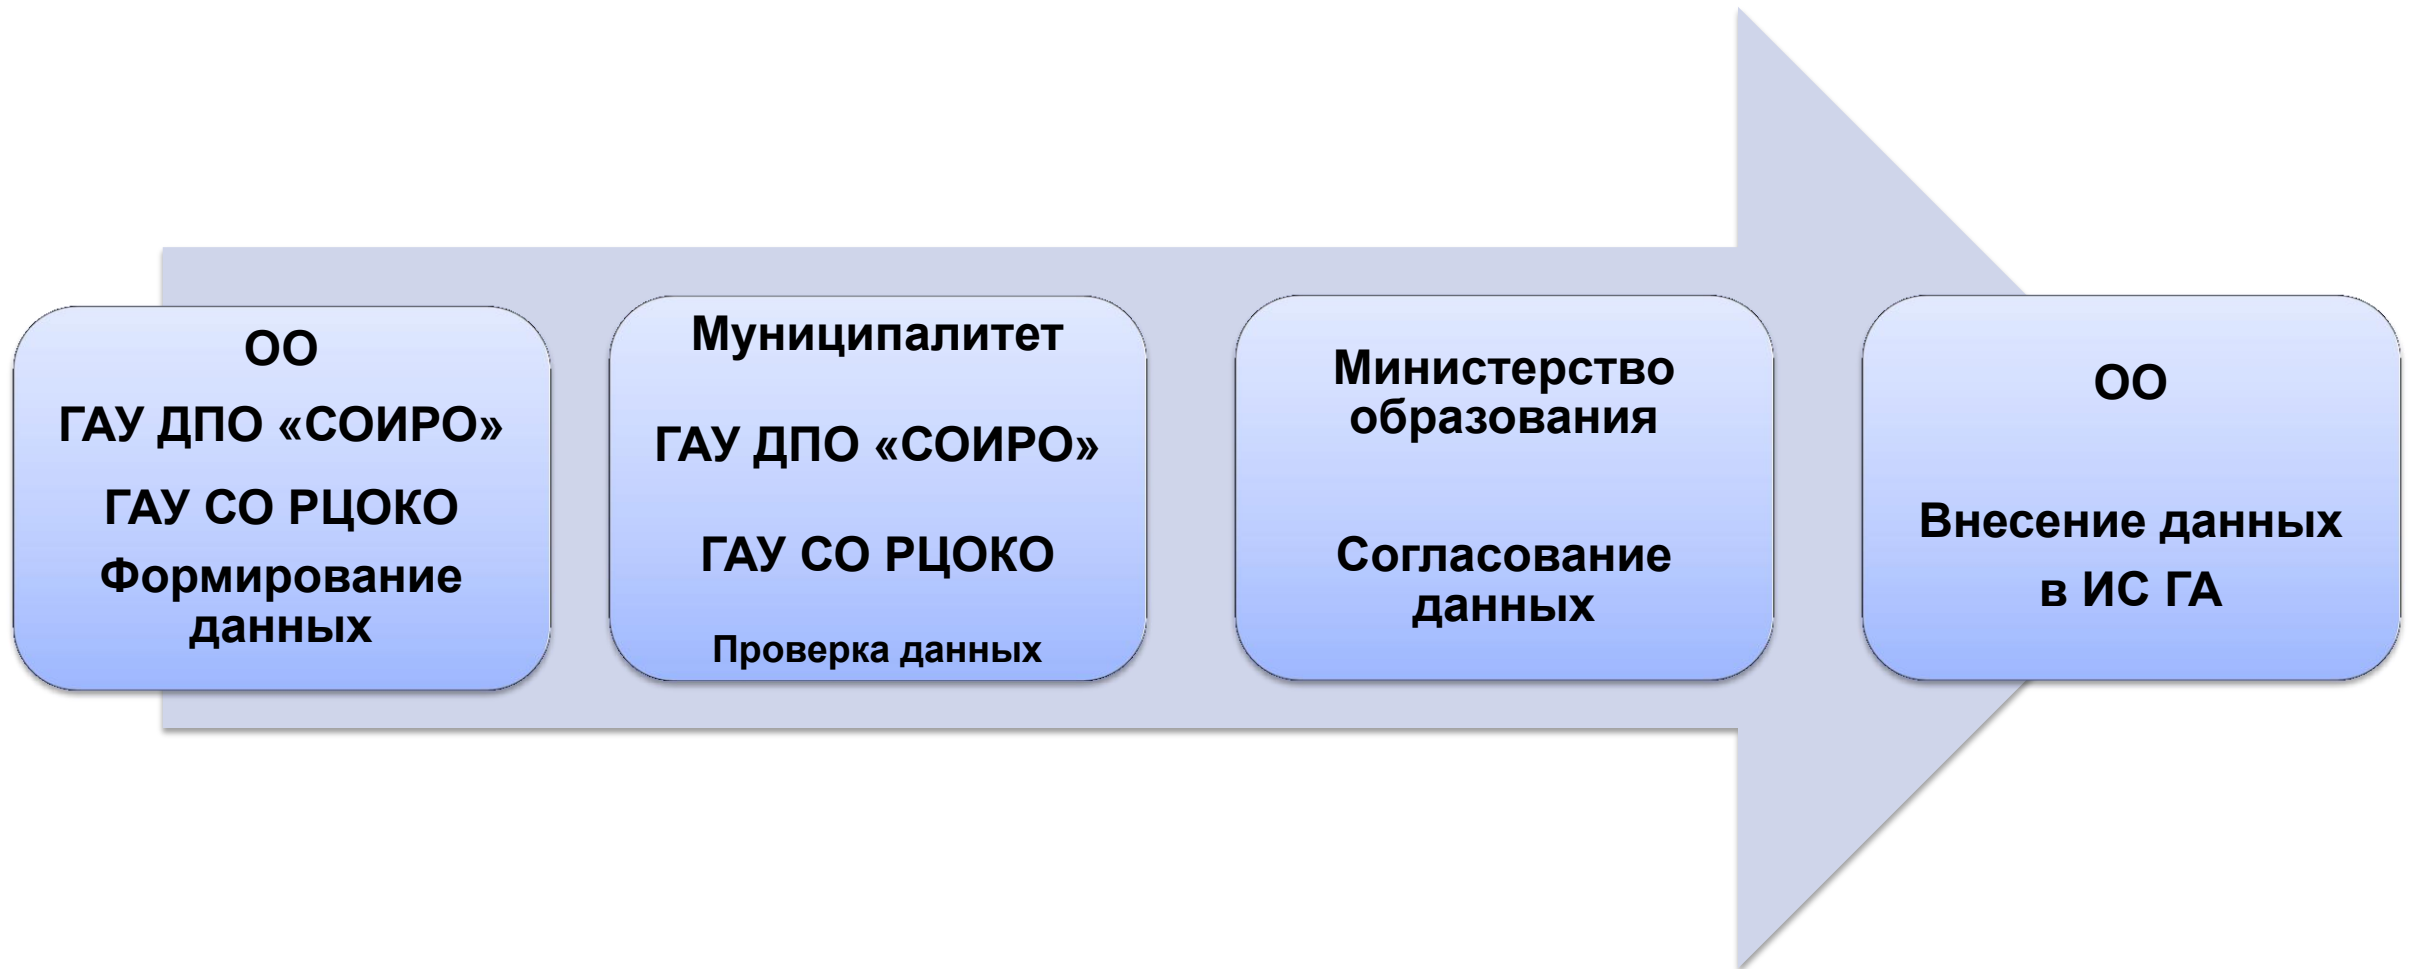 ОО
ГАУ ДПО «СОИРО»
ГАУ СО РЦОКО
Формирование
данных
Муниципалитет
ГАУ ДПО «СОИРО»
ГАУ СО РЦОКО
Проверка данных
Министерство
образования
Согласование
данных
ОО
Внесение данных
в ИС ГА